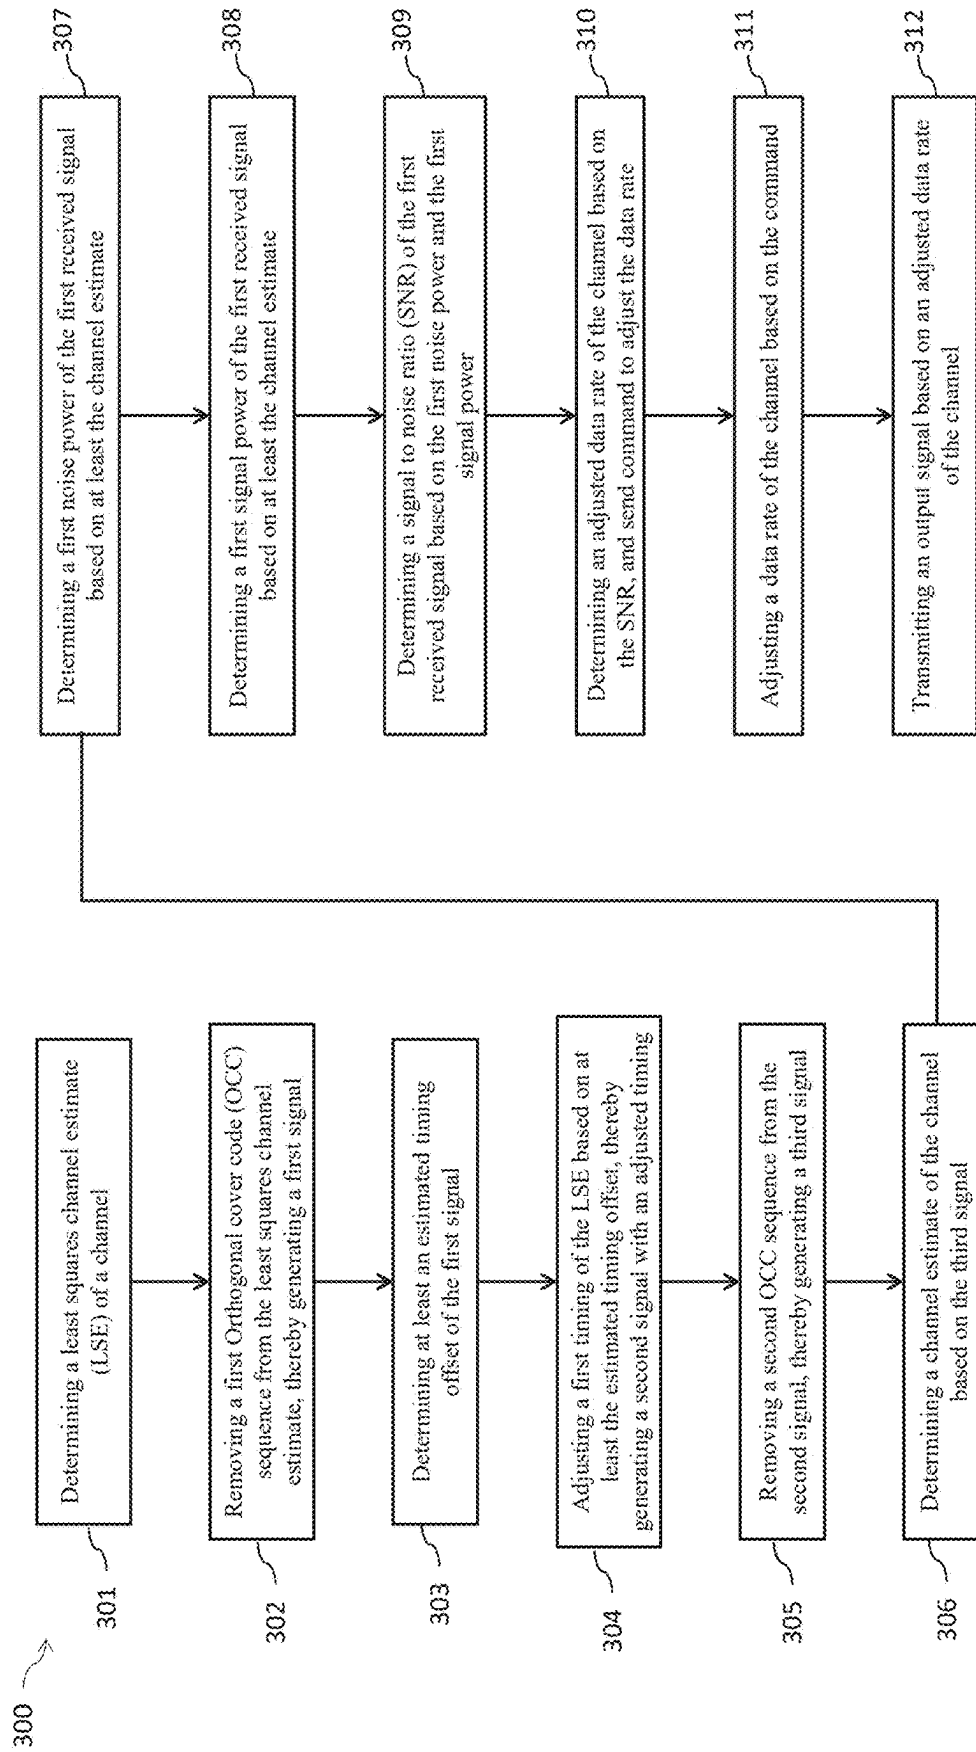 300
Determining a least squares channel estimate
(LSE) of a channel
301
Removing a first Orthogonal cover code (OCC)
sequence from the least squares channel
estimate, thereby generating a first signal
302
Determining at least an estimated timing
offset of the first signal
303
Adjusting a first timing of the LSE based on at
least the estimated timing offset, thereby
generating a second signal with an adjusted timing
304
Removing a second OCC sequence from the
second signal, thereby generating a third signal
305
Determining a channel estimate of the channel
based on the third signal
306
Determining a first noise power of the first received signal
based on at least the channel estimate
307
Determining a first signal power of the first received signal
based on at least the channel estimate
308
Determining a signal to noise ratio (SNR) of the first
received signal based on the first noise power and the first
signal power
309
Determining an adjusted data rate of the channel based on
the SNR, and send command to adjust the data rate
310
Adjusting a data rate of the channel based on the command
311
Transmitting an output signal based on an adjusted data rate
of the channel
312